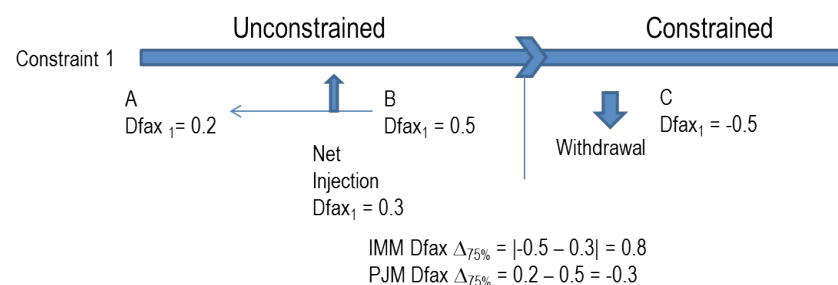 Unconstrained
Constrained
Constraint 1
A
Dfax ₁= 0.2
B
Dfax₁ = 0.5
C
Dfax₁ = -0.5
Withdrawal
Net
Injection
Dfax₁ = 0.3
IMM Dfax Δ₇₅% = |-0.5 – 0.3| = 0.8
PJM Dfax Δ₇₅% = 0.2 – 0.5 = -0.3